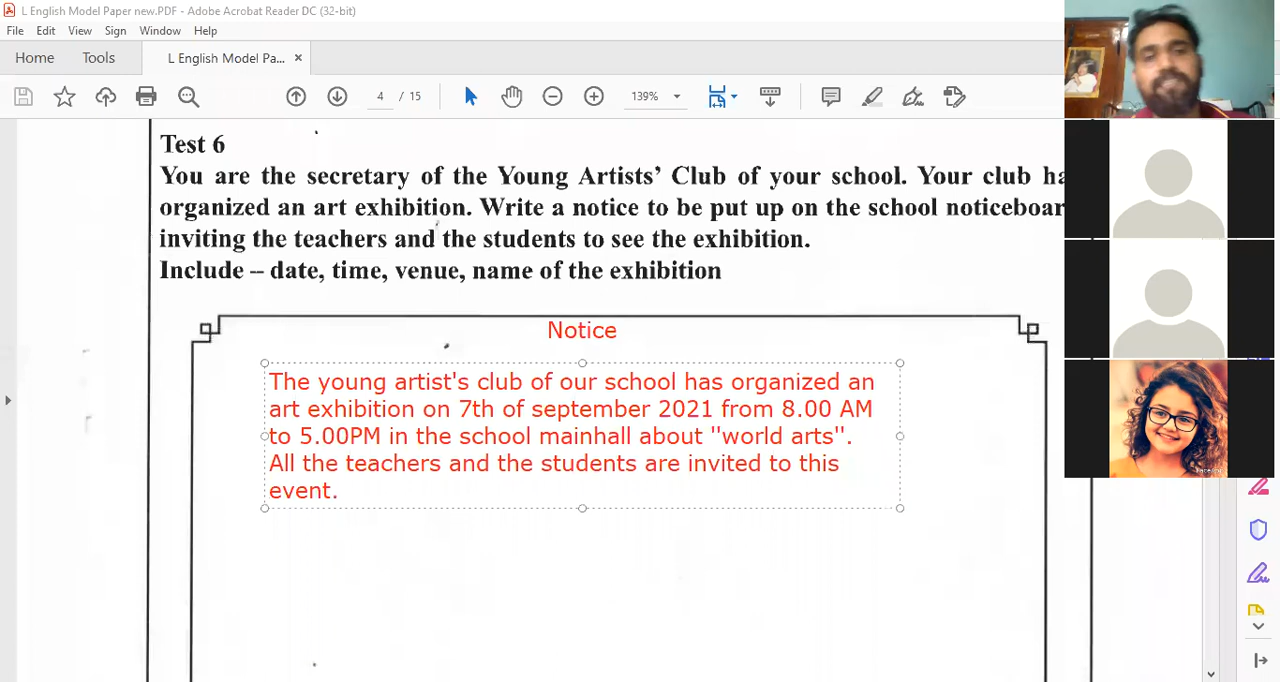 L English Model Paper new.PDF - Adobe Acrobat Reader DC (32-bit)
File Edit View Sign Window Help
Home Tools L English Model Pa... ×
4 / 15 139%
Test 6
You are the secretary of the Young Artists' Club of your school. Your club ha
organized an art exhibition. Write a notice to be put up on the school noticeboar
inviting the teachers and the students to see the exhibition.
Include – date, time, venue, name of the exhibition
Notice
The young artist's club of our school has organized an
art exhibition on 7th of september 2021 from 8.00 AM
to 5.00PM in the school mainhall about "world arts".
All the teachers and the students are invited to this
event.